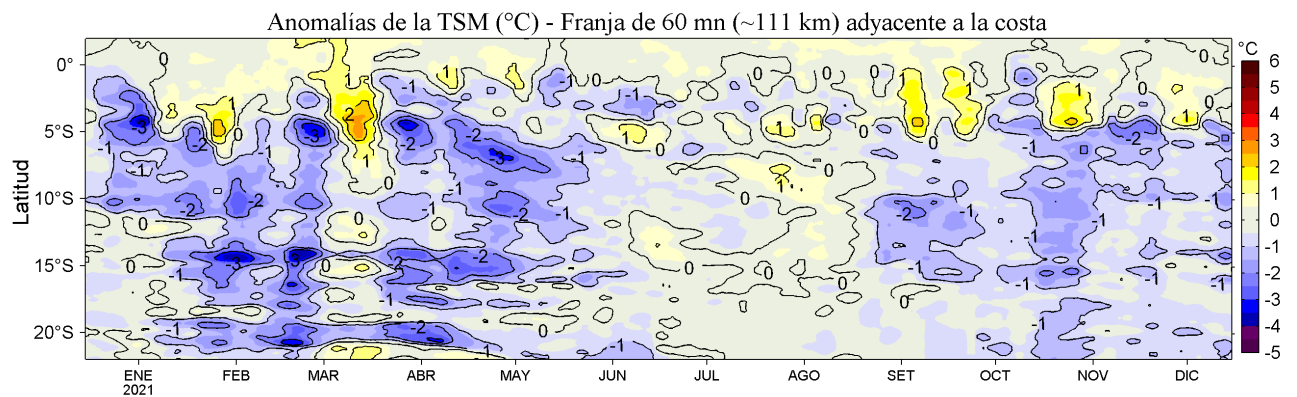 Anomalías de la TSM (°C) - Franja de 60 mn (~111 km) adyacente a la costa
°C
6
5
4
3
2
1
0
-1
-2
-3
-4
-5
Latitud
0°
5°S
10°S
15°S
20°S
ENE FEB MAR ABR MAY JUN JUL AGO SET OCT NOV DIC
2021